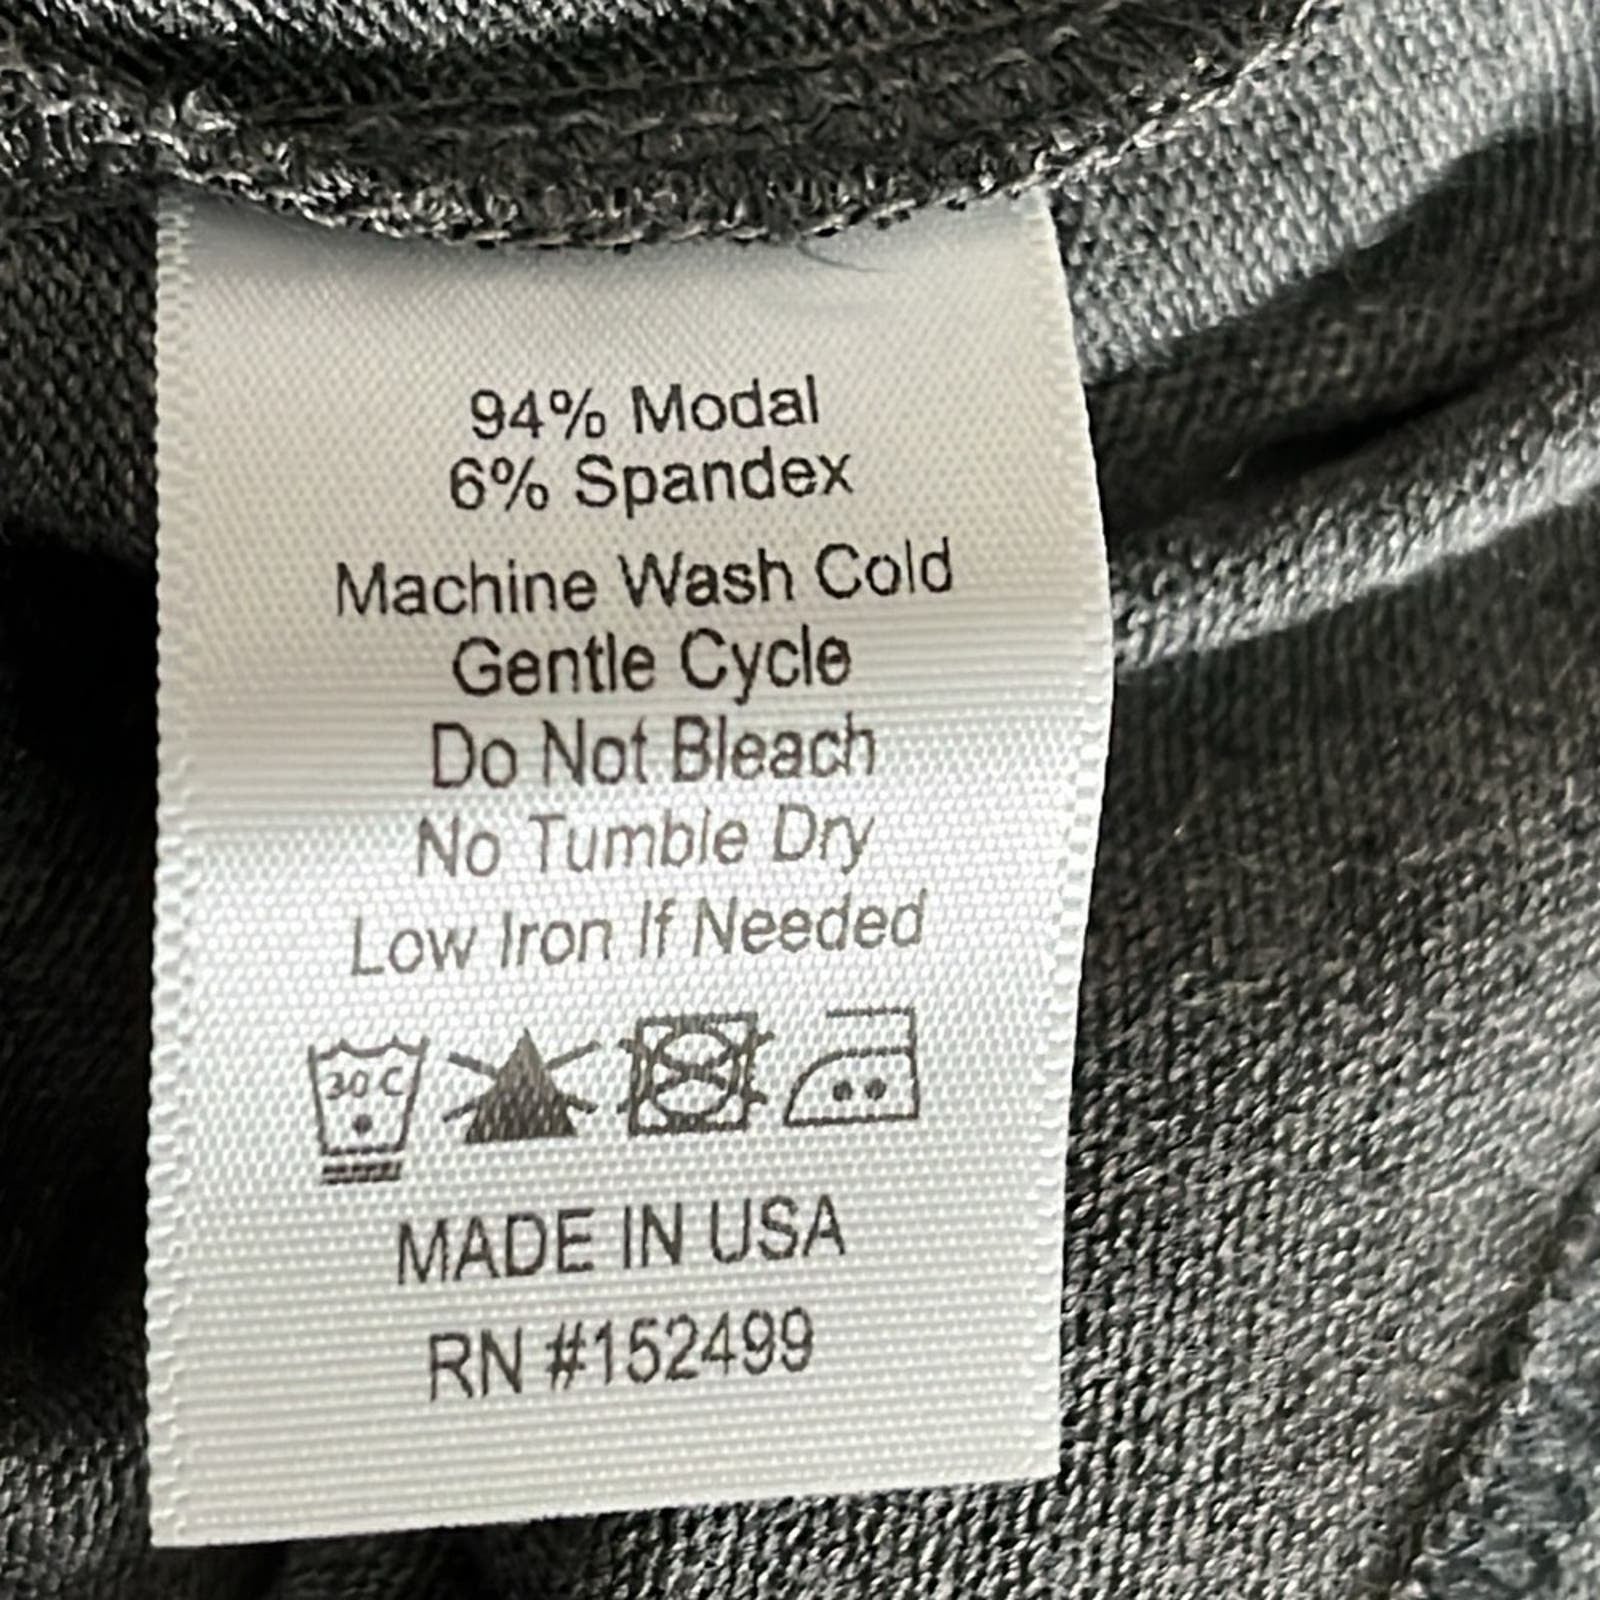 94% Modal
6% Spandex
Machine Wash Cold
Gentle Cycle
Do Not Bleach
No Tumble Dry
Low Iron If Needed
30 C
MADE IN USA
RN #152499